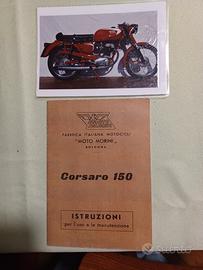 FABBRICA ITALIANA MOTOCICLI
"MOTO MORINI"
BOLOGNA
Corsaro 150
ISTRUZIONI
per l'uso e la manutenzione